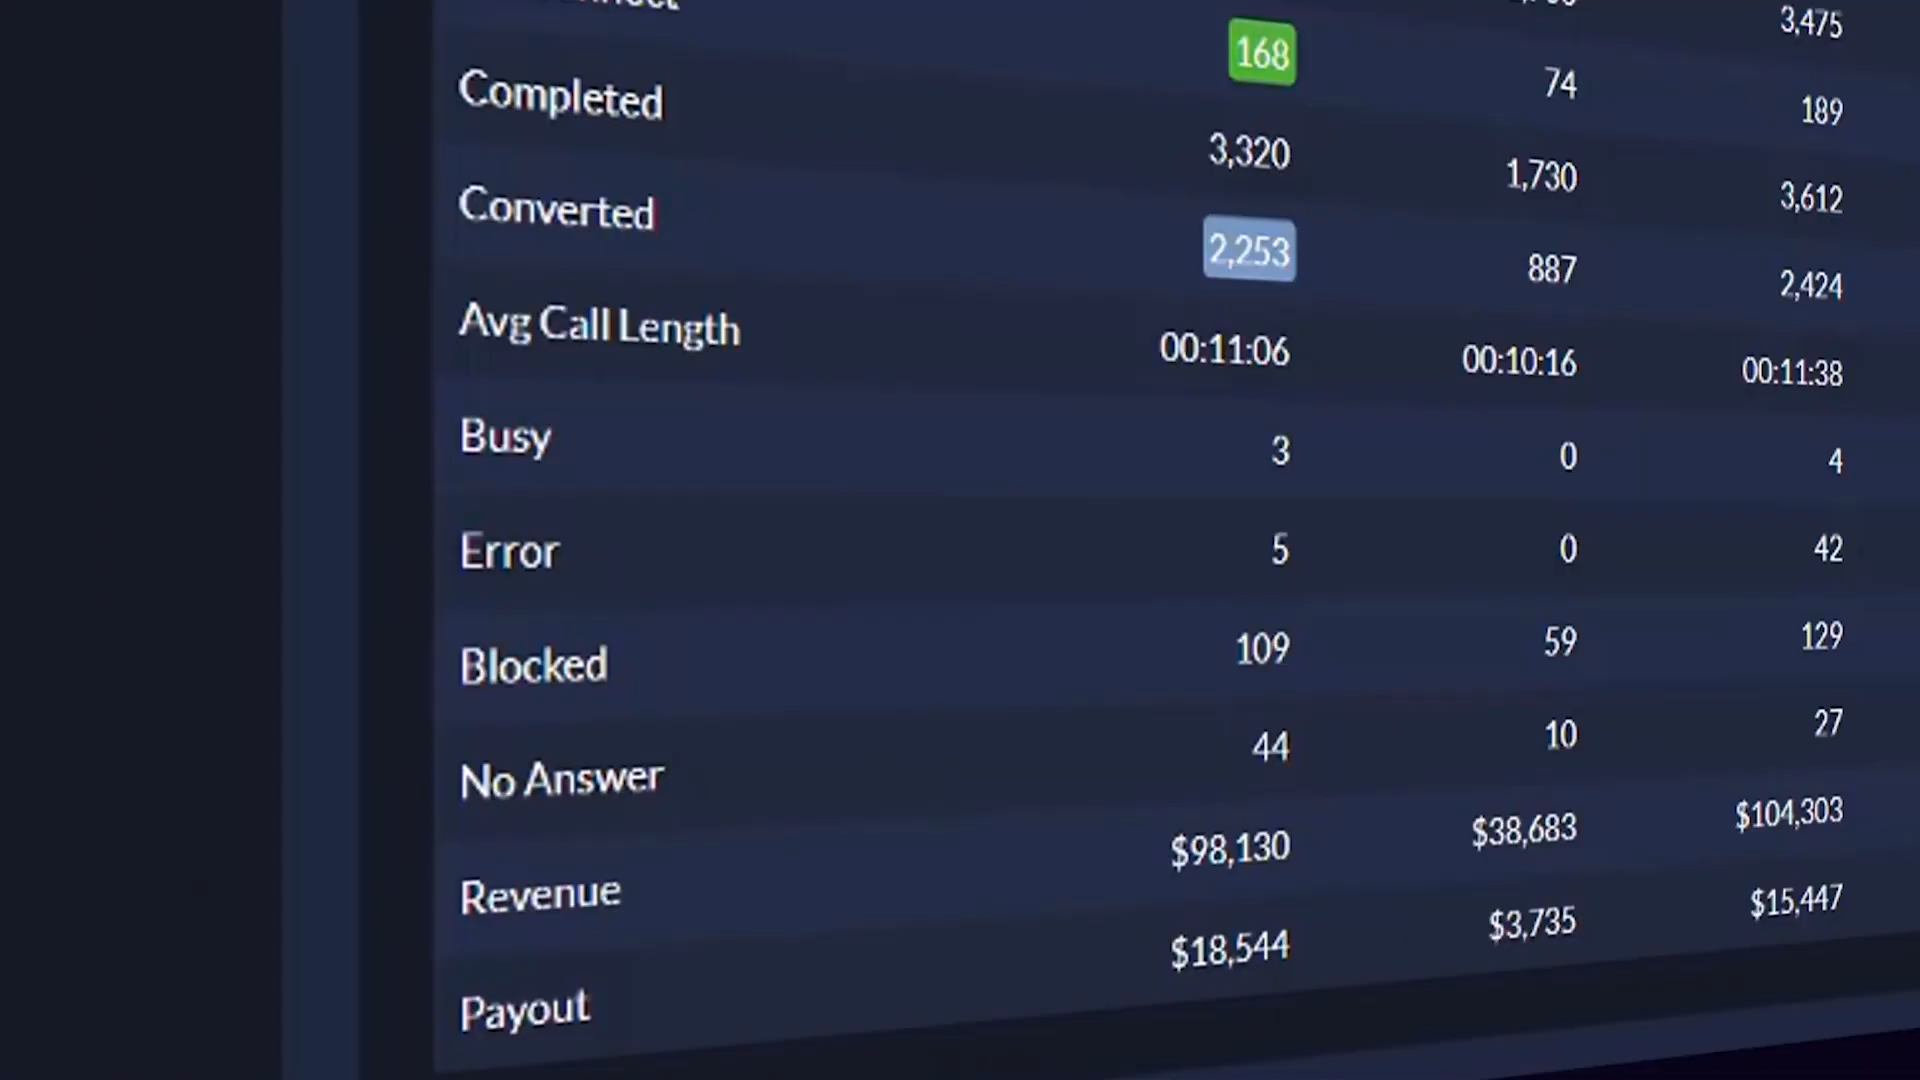 3,475
168 74 189
Completed 3,320 1,730 3,612
Converted 2,253 887 2,424
Avg Call Length 00:11:06 00:10:16 00:11:38
Busy 3 0 4
Error 5 0 42
Blocked 109 59 129
No Answer 44 10 27
Revenue $98,130 $38,683 $104,303
Payout $18,544 $3,735 $15,447